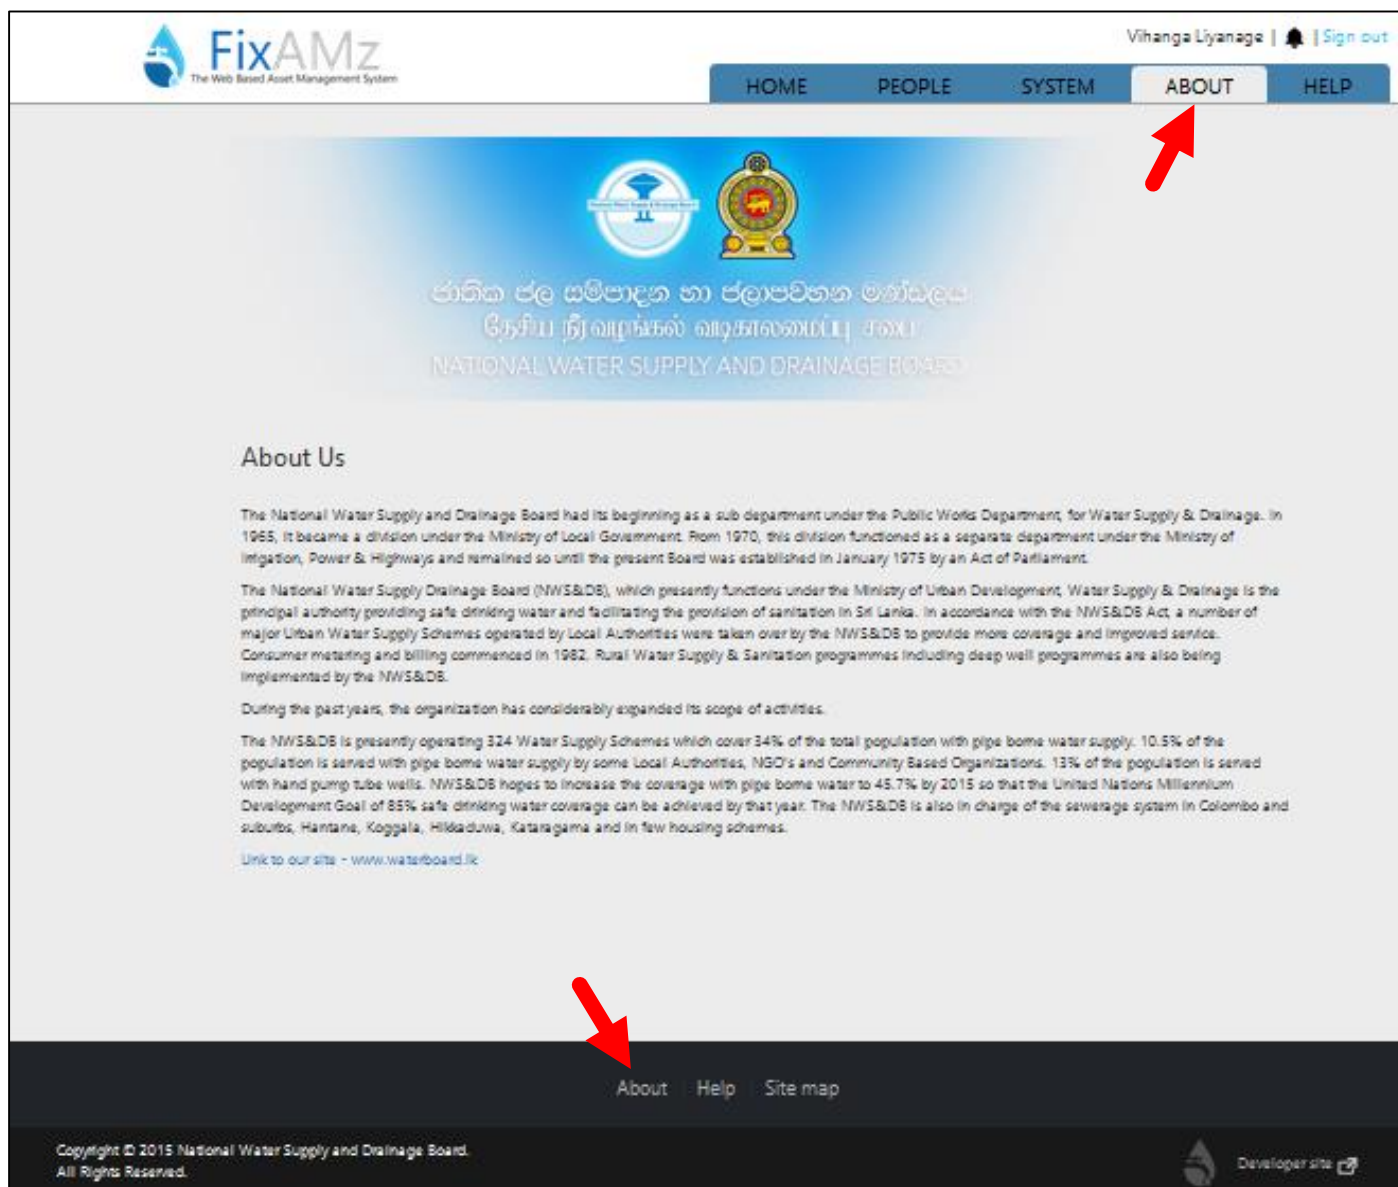 FixAMz
The Web Based Asset Management System
Vihanga Liyanage | | Sign out
HOME PEOPLE SYSTEM ABOUT HELP
National Water Supply & Drainage Board
ජාතික ජල සම්පාදන හා ජලාපවහන මණ්ඩලය
தேசிய நீர் வழங்கல் வடிகாலமைப்பு சபை
NATIONAL WATER SUPPLY AND DRAINAGE BOARD
About Us
The National Water Supply and Drainage Board had its beginning as a sub department under the Public Works Department, for Water Supply & Drainage. In
1965, it became a division under the Ministry of Local Government. From 1970, this division functioned as a separate department under the Ministry of
Irrigation, Power & Highways and remained so until the present Board was established in January 1975 by an Act of Parliament.
The National Water Supply Drainage Board (NWS&DB), which presently functions under the Ministry of Urban Development, Water Supply & Drainage is the
principal authority providing safe drinking water and facilitating the provision of sanitation in Sri Lanka. In accordance with the NWS&DB Act, a number of
major Urban Water Supply Schemes operated by Local Authorities were taken over by the NWS&DB to provide more coverage and improved service.
Consumer metering and billing commenced in 1982. Rural Water Supply & Sanitation programmes including deep well programmes are also being
implemented by the NWS&DB.
During the past years, the organization has considerably expanded its scope of activities.
The NWS&DB is presently operating 324 Water Supply Schemes which cover 34% of the total population with pipe borne water supply. 10.5% of the
population is served with pipe borne water supply by some Local Authorities, NGO's and Community Based Organizations. 13% of the population is served
with hand pump tube wells. NWS&DB hopes to increase the coverage with pipe borne water to 45.7% by 2015 so that the United Nations Millennium
Development Goal of 85% safe drinking water coverage can be achieved by that year. The NWS&DB is also in charge of the sewerage system in Colombo and
suburbs, Hantane, Koggala, Hikkaduwa, Kataragama and in few housing schemes.
Link to our site - www.waterboard.lk
About Help Site map
Copyright © 2015 National Water Supply and Drainage Board.
All Rights Reserved.
Developer site